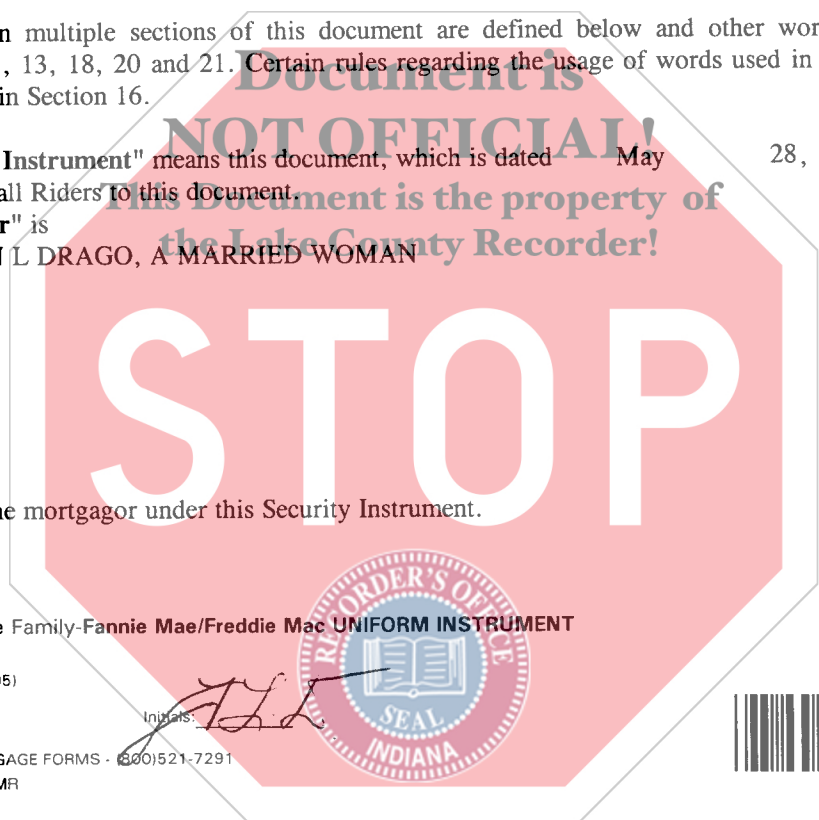 n multiple sections of this document are defined below and other wor
, 13, 18, 20 and 21. Certain rules regarding the usage of words used in
in Section 16.
Document is
NOT OFFICIAL!
This Document is the property of
the Lake County Recorder!
Instrument" means this document, which is dated May 28,
all Riders to this document.
r" is
L DRAGO, A MARRIED WOMAN
STOP
e mortgagor under this Security Instrument.
RECORDER'S OFFICE
SEAL
INDIANA
e Family-Fannie Mae/Freddie Mac UNIFORM INSTRUMENT
05)
Initials:
GAGE FORMS - (800)521-7291
MR